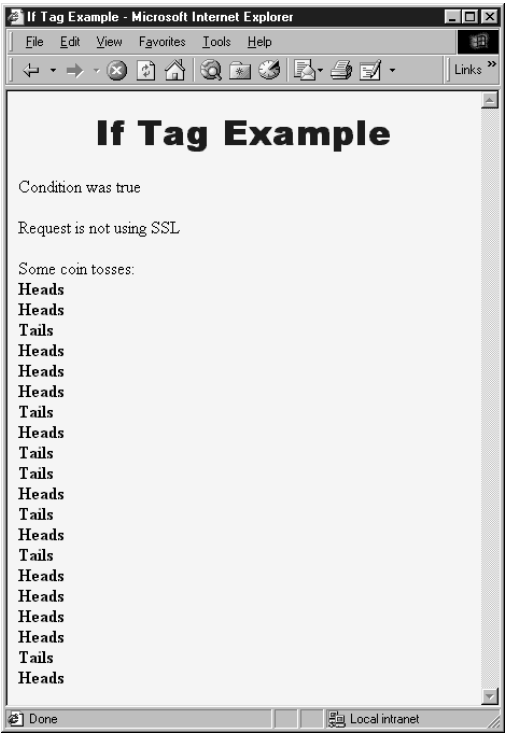 If Tag Example - Microsoft Internet Explorer
File Edit View Favorites Tools Help
Links »
If Tag Example
Condition was true
Request is not using SSL
Some coin tosses:
Heads
Heads
Tails
Heads
Heads
Heads
Tails
Heads
Tails
Tails
Heads
Tails
Heads
Tails
Heads
Heads
Heads
Heads
Tails
Heads
Done Local intranet